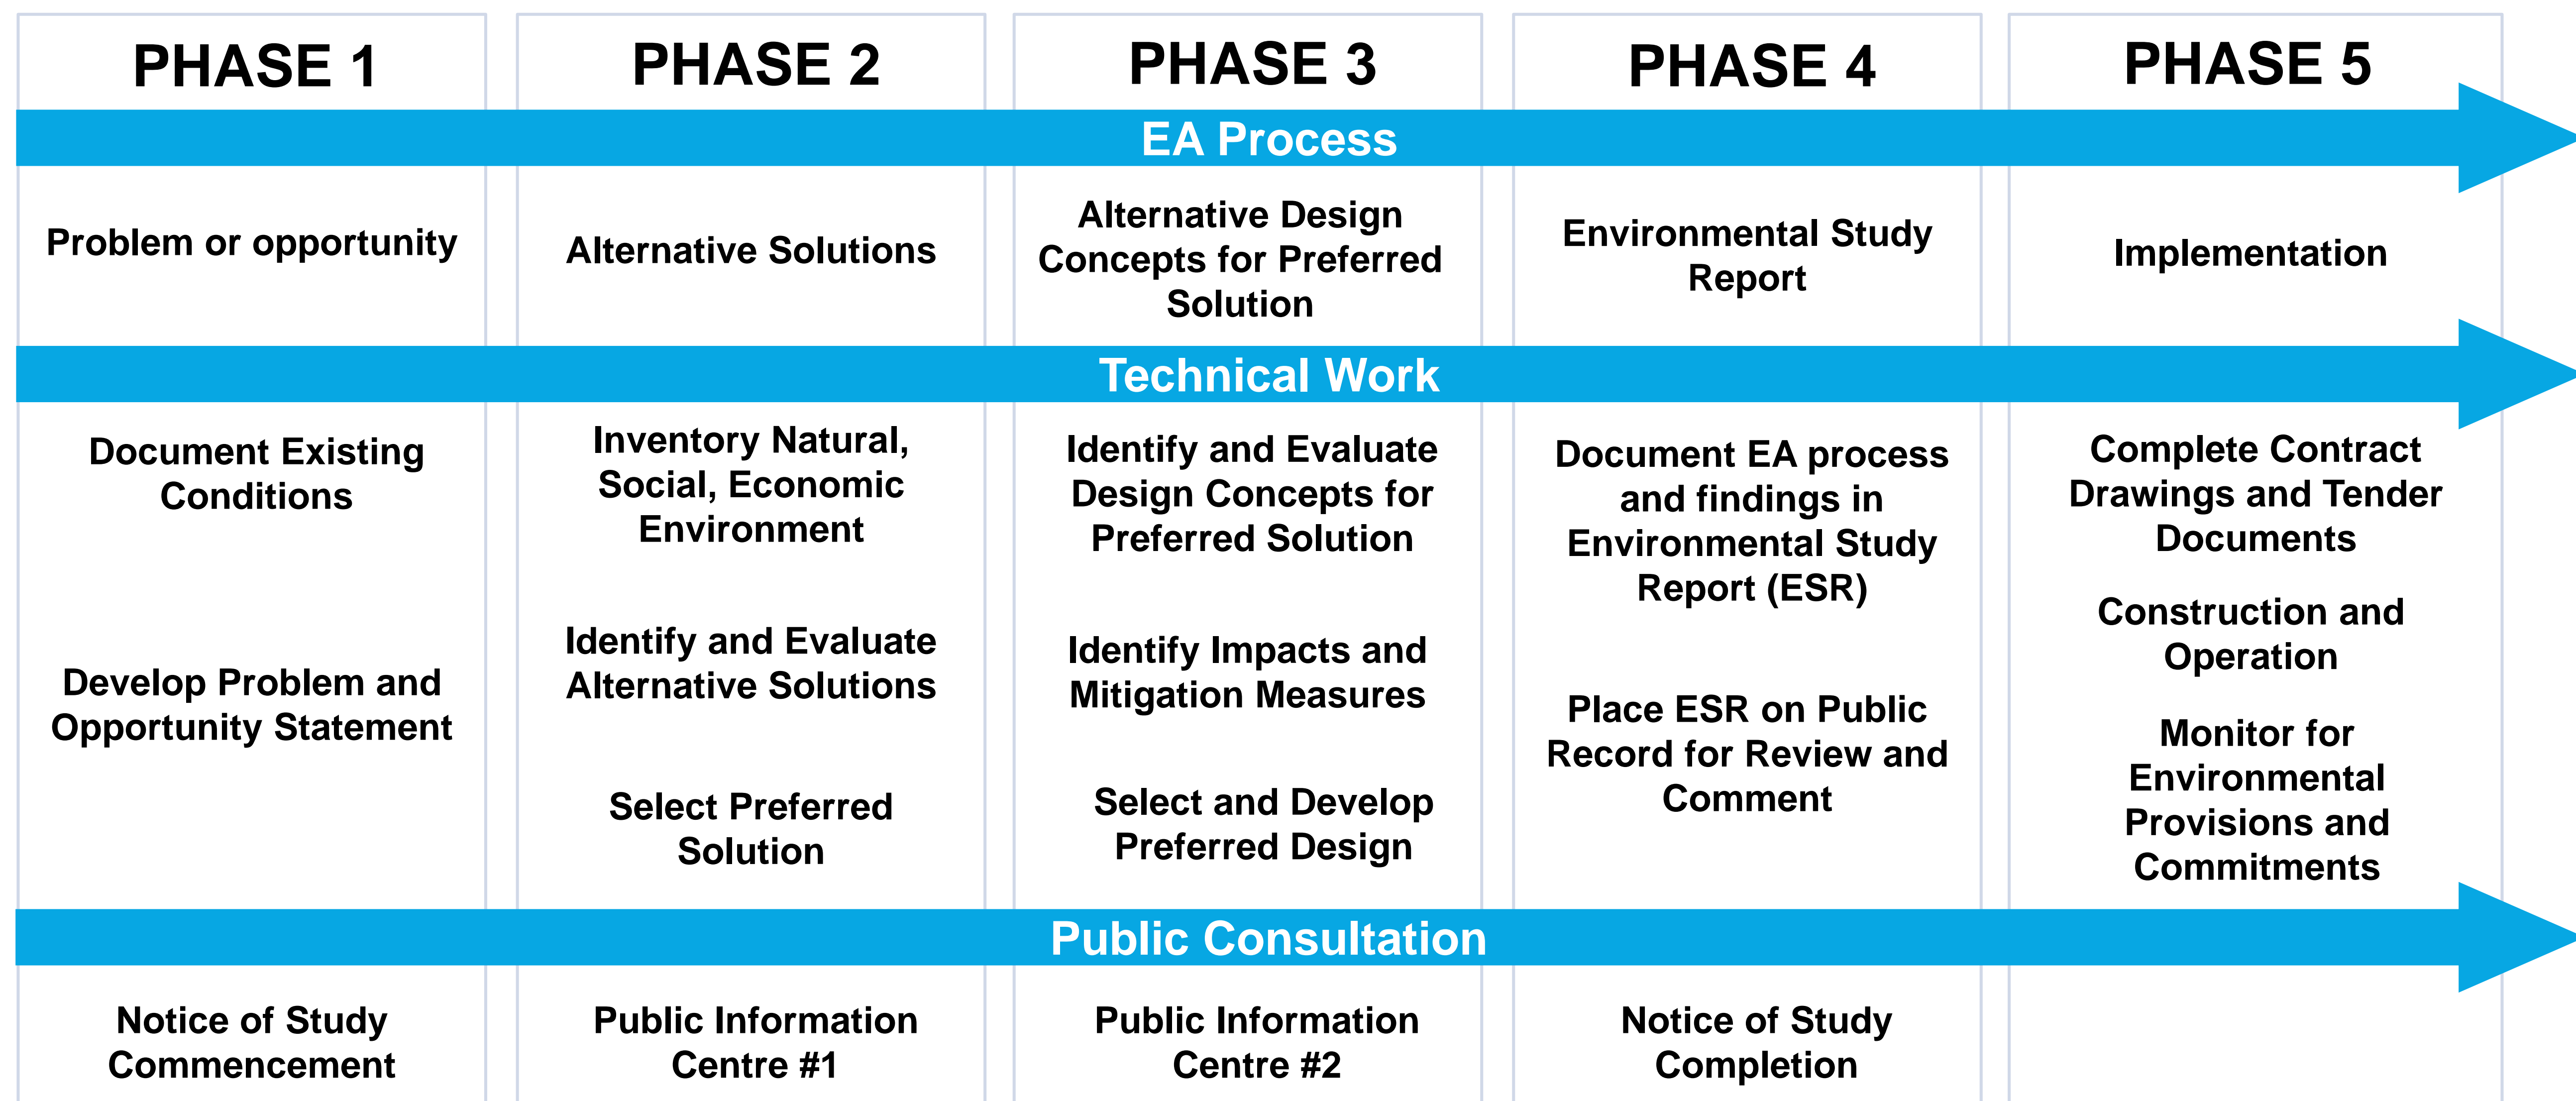 PHASE 1
PHASE 2
PHASE 3
PHASE 4
PHASE 5
EA Process
Problem or opportunity
Alternative Solutions
Alternative Design
Concepts for Preferred
Solution
Environmental Study
Report
Implementation
Technical Work
Document Existing
Conditions
Develop Problem and
Opportunity Statement
Inventory Natural,
Social, Economic
Environment
Identify and Evaluate
Alternative Solutions
Select Preferred
Solution
Identify and Evaluate
Design Concepts for
Preferred Solution
Identify Impacts and
Mitigation Measures
Select and Develop
Preferred Design
Document EA process
and findings in
Environmental Study
Report (ESR)
Place ESR on Public
Record for Review and
Comment
Complete Contract
Drawings and Tender
Documents
Construction and
Operation
Monitor for
Environmental
Provisions and
Commitments
Public Consultation
Notice of Study
Commencement
Public Information
Centre #1
Public Information
Centre #2
Notice of Study
Completion